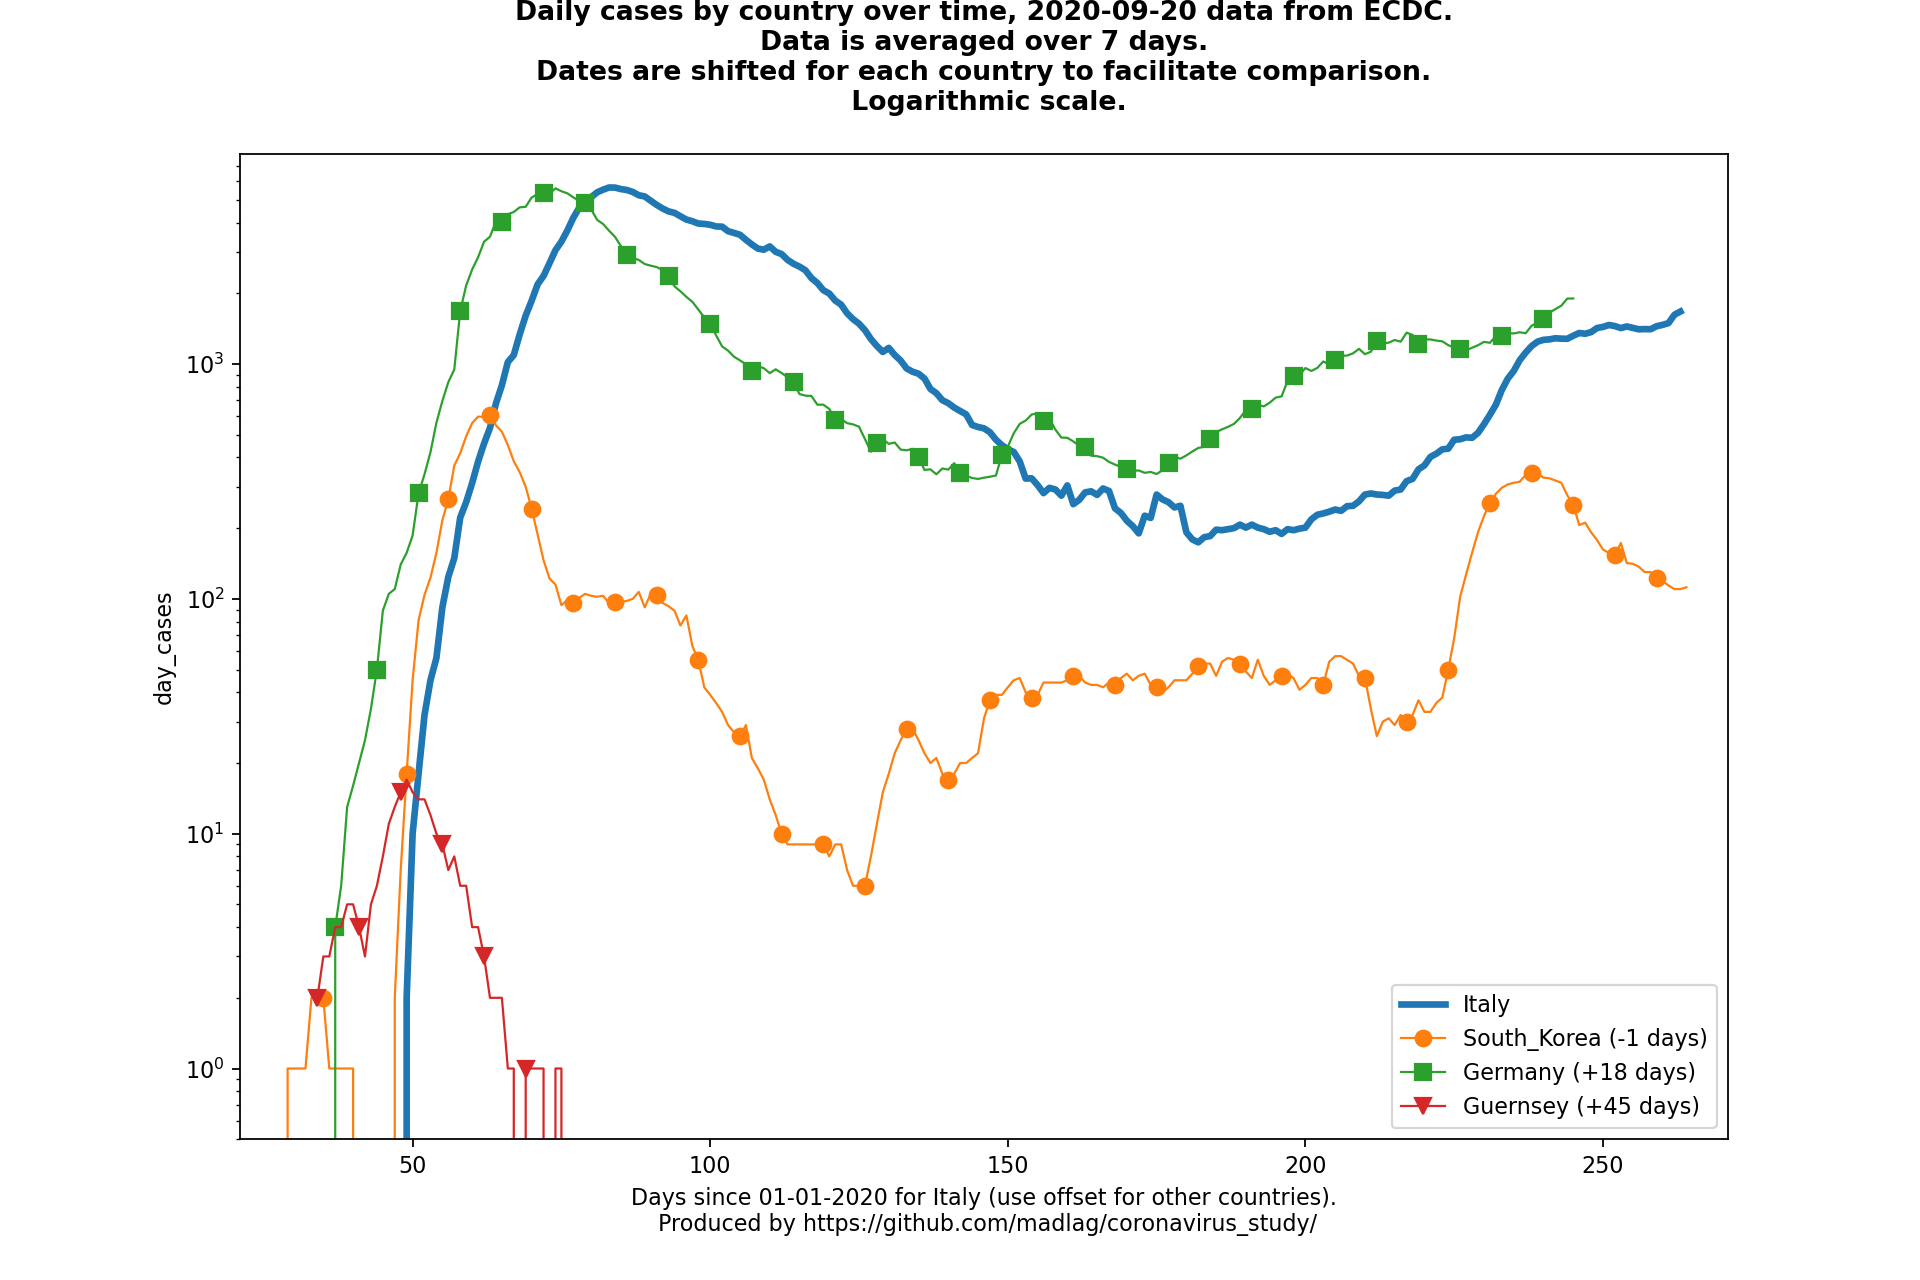 Daily cases by country over time, 2020-09-20 data from ECDC.
Data is averaged over 7 days.
Dates are shifted for each country to facilitate comparison.
Logarithmic scale.
10³
10²
10¹
10⁰
day_cases
50 100 150 200 250
Italy
South_Korea (-1 days)
Germany (+18 days)
Guernsey (+45 days)
Days since 01-01-2020 for Italy (use offset for other countries).
Produced by https://github.com/madlag/coronavirus_study/